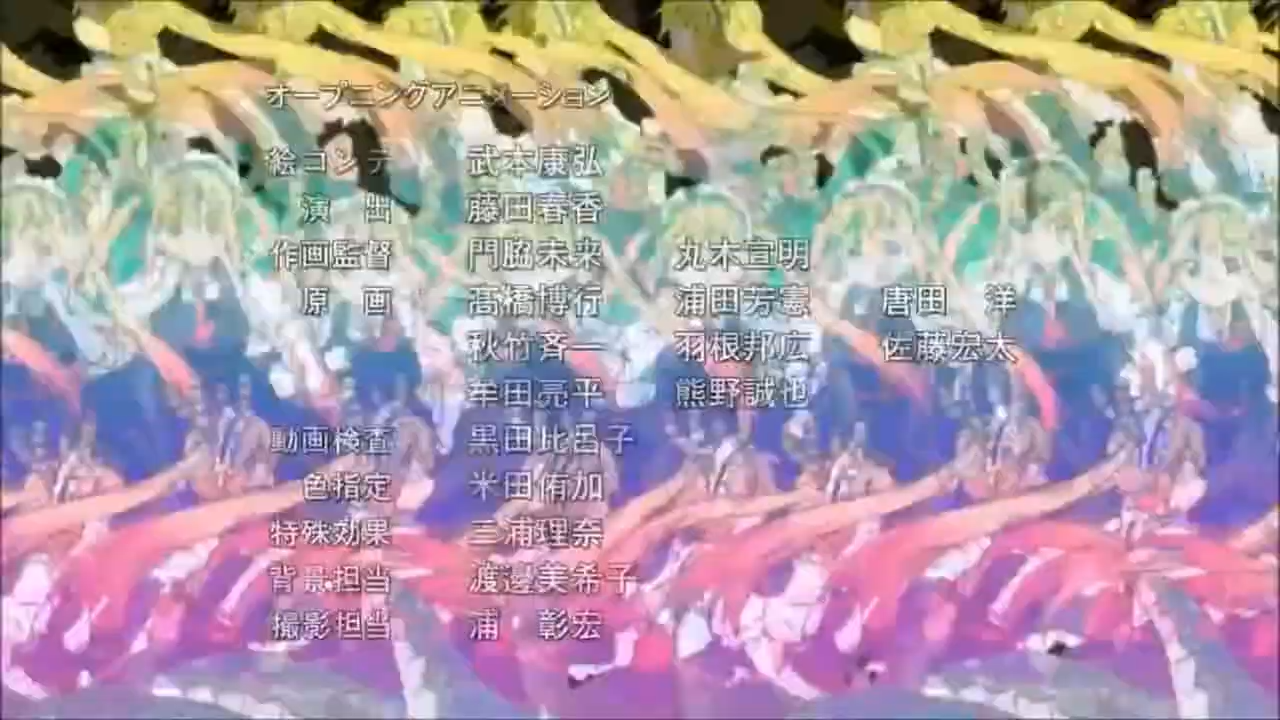 オープニングアニメーション
絵コンテ 武本康弘
演 出 藤田春香
作画監督 門脇未来 丸木宣明
原 画 髙橋博行 浦田芳憲 唐田 洋
秋竹斉一 羽根邦広 佐藤宏太
牟田亮平 熊野誠也
動画検査 黒田比呂子
色指定 米田侑加
特殊効果 三浦理奈
背景担当 渡邊美希子
撮影担当 浦 彰宏